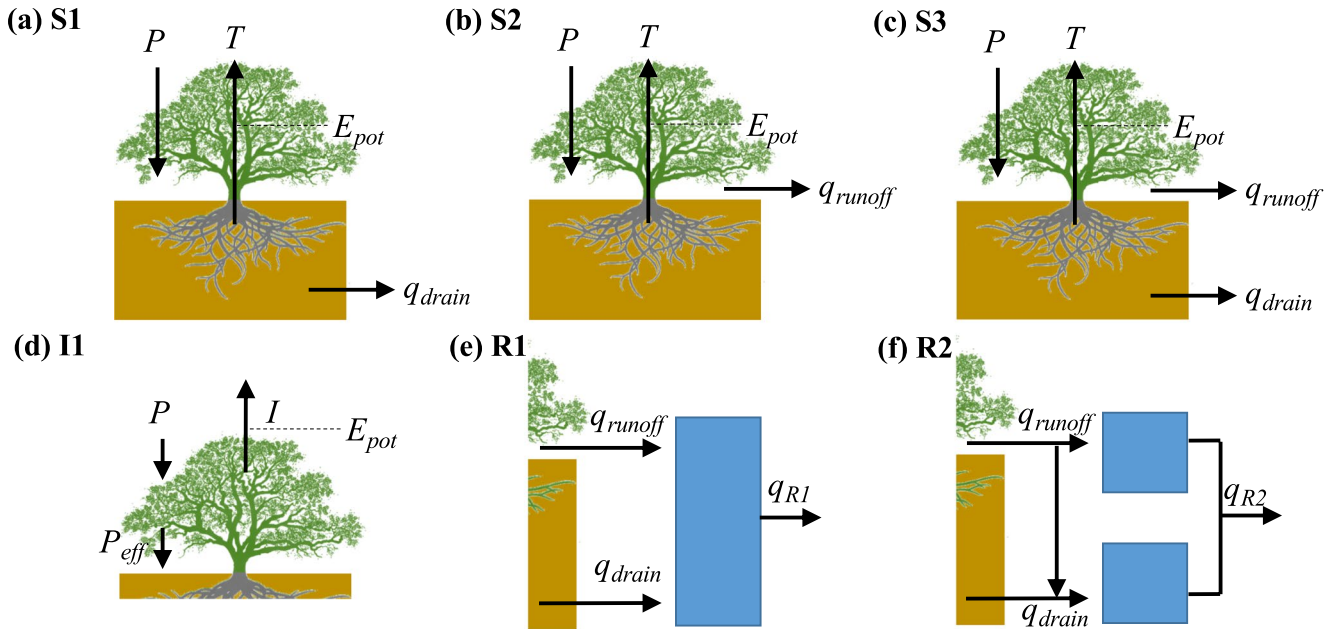 (a) S1
P
T
E_pot
q_drain
(b) S2
P
T
E_pot
q_runoff
(c) S3
P
T
E_pot
q_runoff
q_drain
(d) I1
P
I
E_pot
P_eff
(e) R1
q_runoff
q_R1
q_drain
(f) R2
q_runoff
q_R2
q_drain